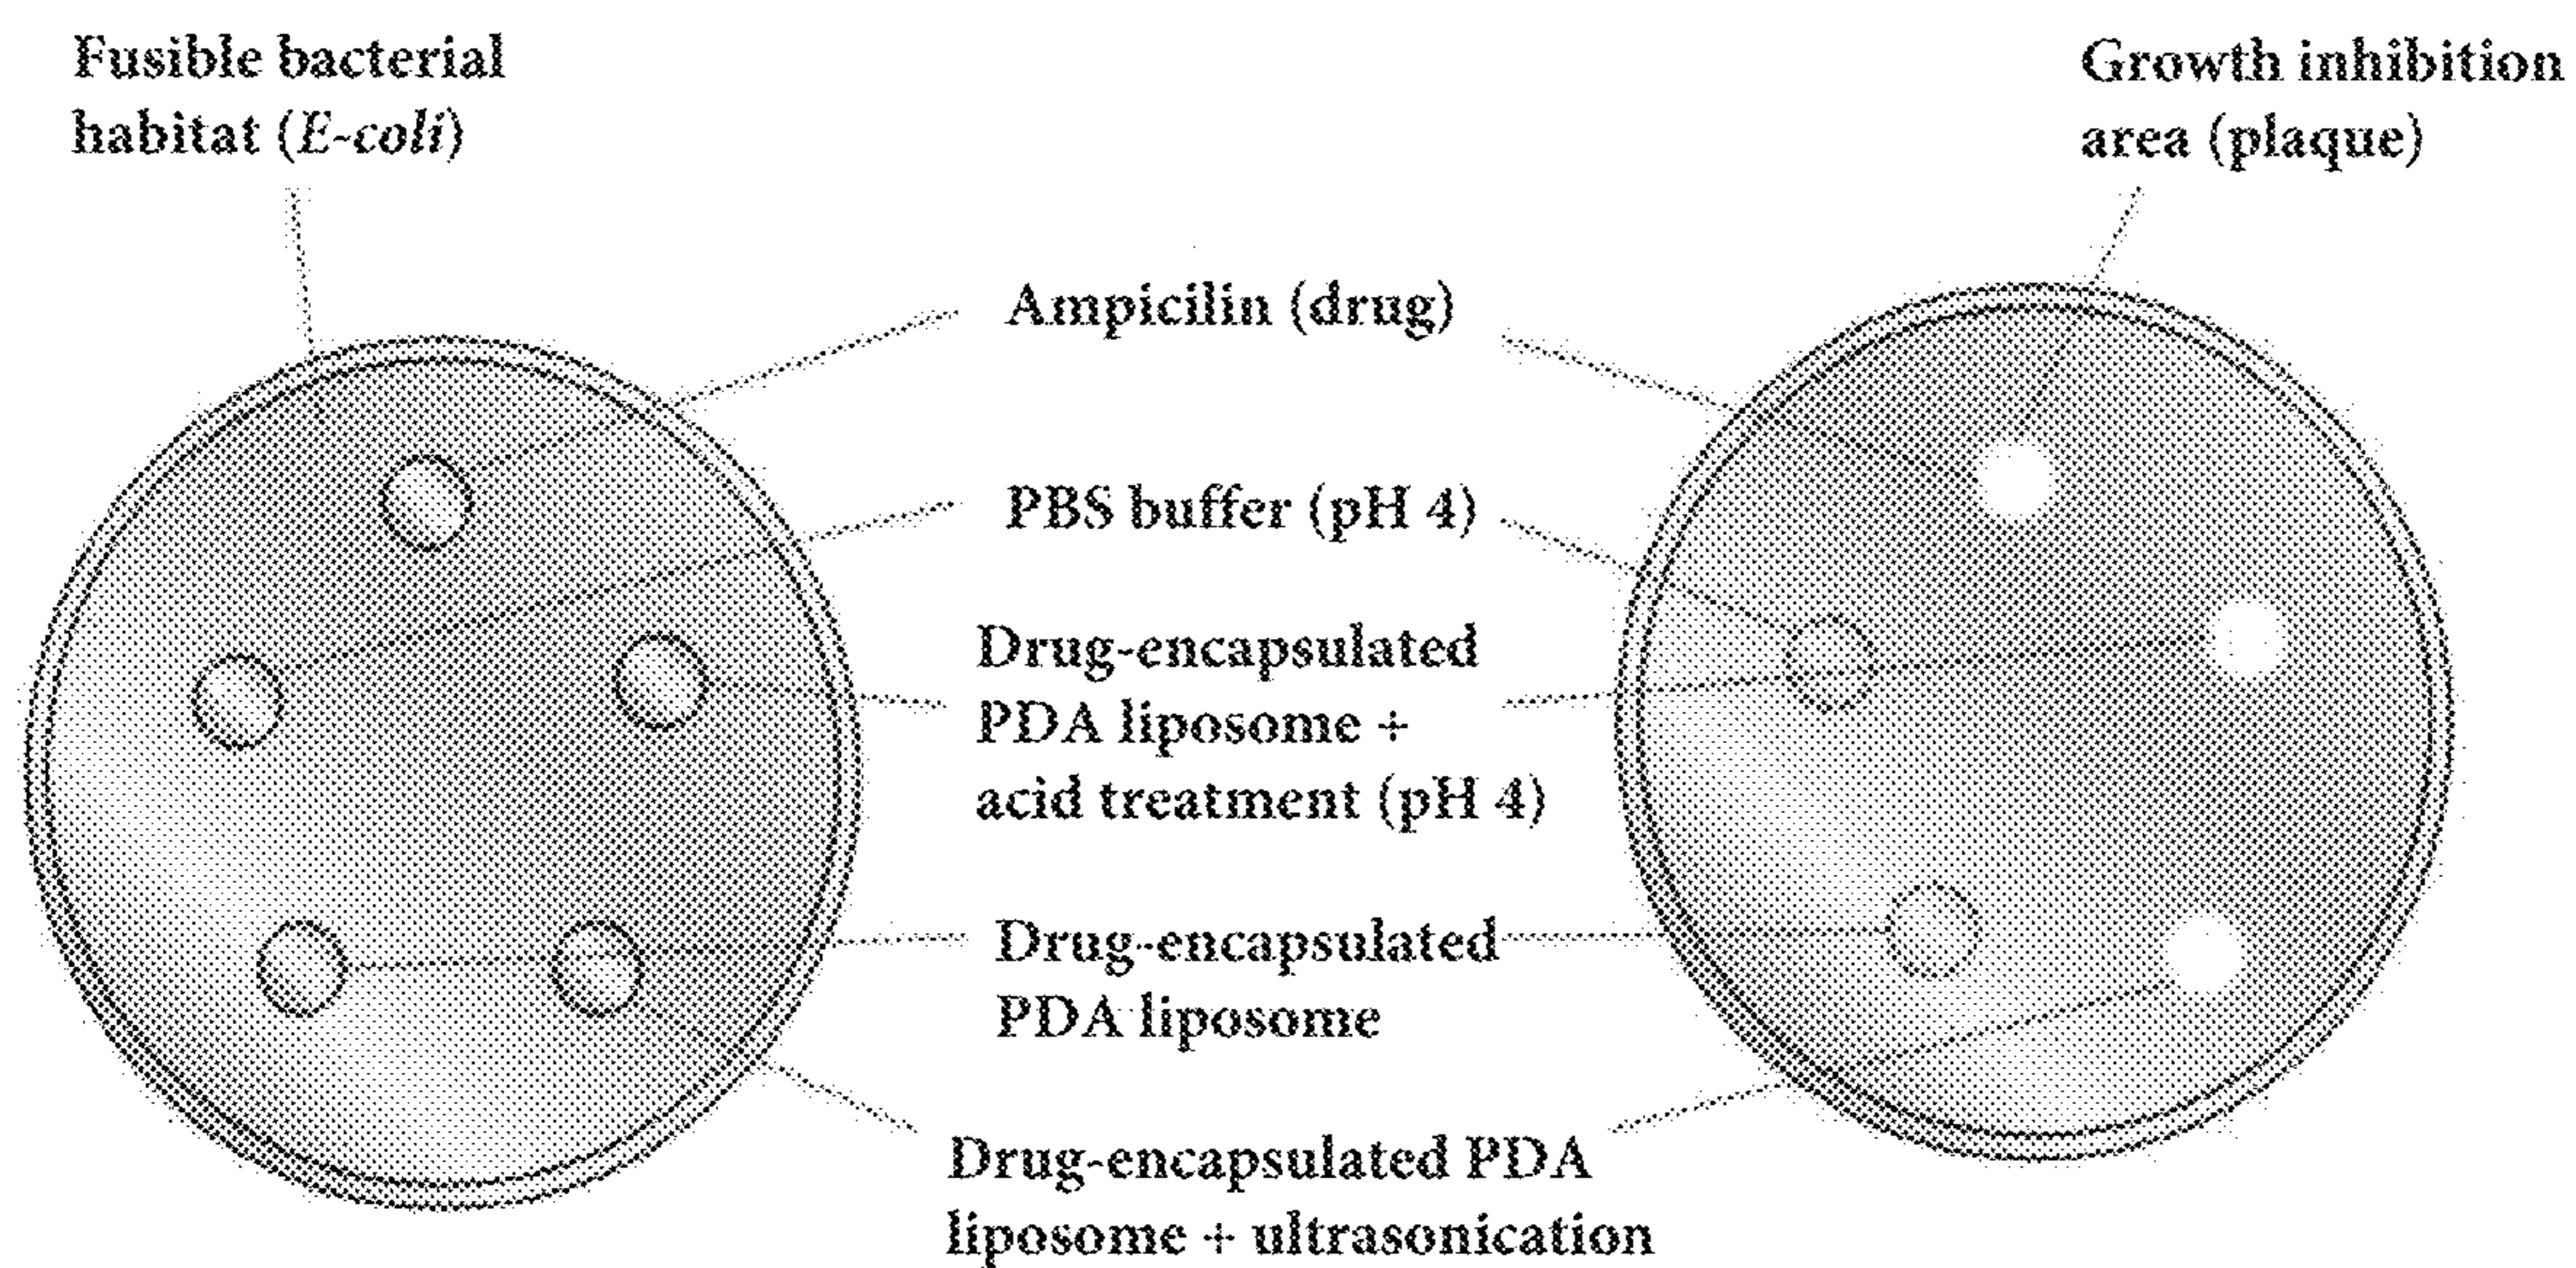 Fusible bacterial
habitat (E-coli)
Growth inhibition
area (plaque)
Ampicilin (drug)
PBS buffer (pH 4)
Drug-encapsulated
PDA liposome +
acid treatment (pH 4)
Drug-encapsulated
PDA liposome
Drug-encapsulated PDA
liposome + ultrasonication